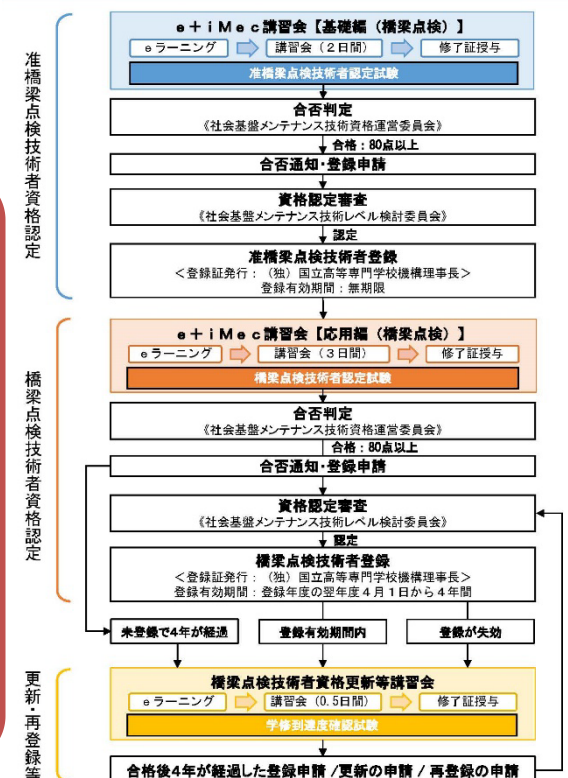 准橋梁点検技術者資格認定
ｅ＋ｉＭｅｃ講習会【基礎編（橋梁点検）】
ｅラーニング
講習会（２日間）
修了証授与
准橋梁点検技術者認定試験
合否判定
《社会基盤メンテナンス技術資格運営委員会》
合格：80点以上
合否通知・登録申請
資格認定審査
《社会基盤メンテナンス技術レベル検討委員会》
認定
准橋梁点検技術者登録
＜登録証発行：（独）国立高等専門学校機構理事長＞
登録有効期間：無期限
橋梁点検技術者資格認定
ｅ＋ｉＭｅｃ講習会【応用編（橋梁点検）】
ｅラーニング
講習会（３日間）
修了証授与
橋梁点検技術者認定試験
合否判定
《社会基盤メンテナンス技術資格運営委員会》
合格：80点以上
合否通知・登録申請
資格認定審査
《社会基盤メンテナンス技術レベル検討委員会》
認定
橋梁点検技術者登録
＜登録証発行：（独）国立高等専門学校機構理事長＞
登録有効期間：登録年度の翌年度４月１日から４年間
未登録で4年が経過
登録有効期間内
登録が失効
更新・再登録等
橋梁点検技術者資格更新等講習会
ｅラーニング
講習会（0.5日間）
修了証授与
学修到達度確認試験
合格後4年が経過した登録申請 /更新の申請 / 再登録の申請